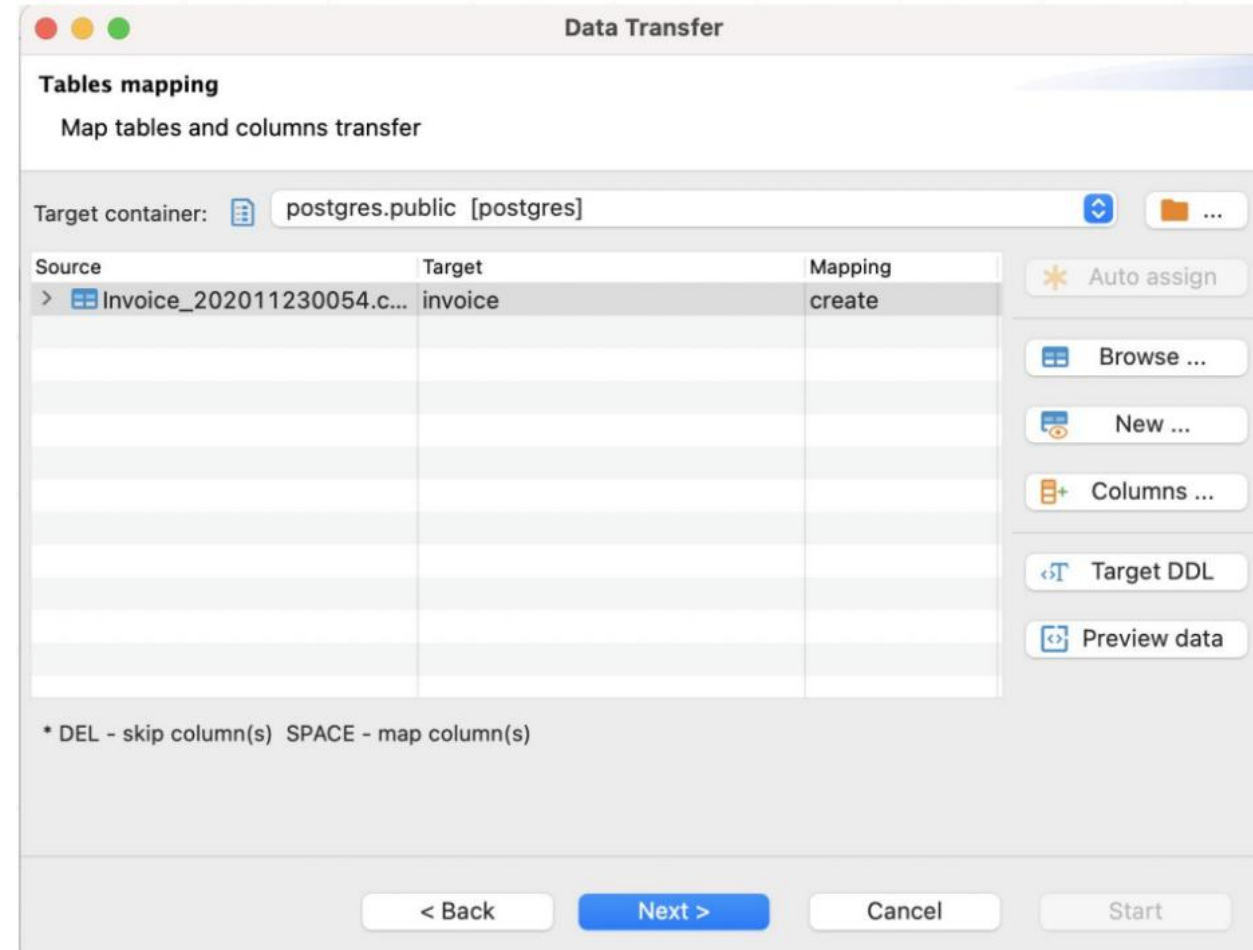 Data Transfer
Tables mapping
Map tables and columns transfer
Target container: postgres.public [postgres] ...
Source Target Mapping
Invoice_202011230054.c... invoice create
Auto assign
Browse ...
New ...
Columns ...
Target DDL
Preview data
* DEL - skip column(s) SPACE - map column(s)
< Back Next > Cancel Start